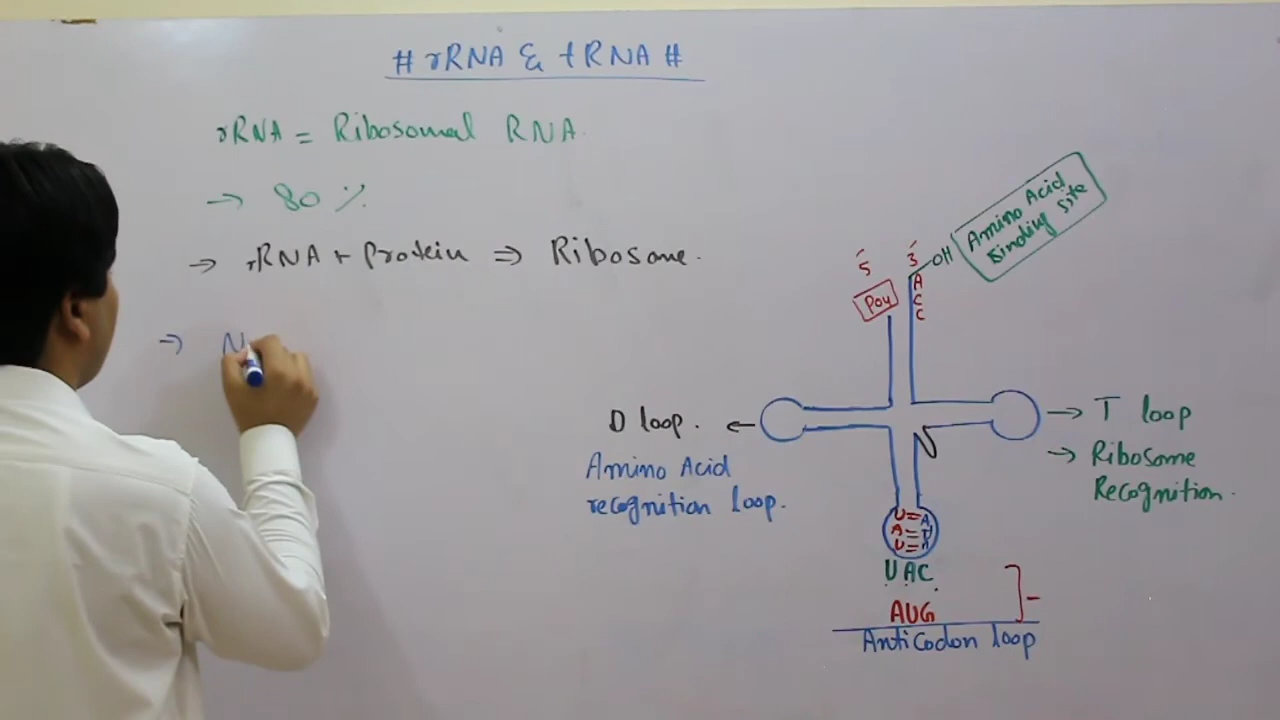 # rRNA & tRNA #
rRNA = Ribosomal RNA
→ 80 %
→ rRNA + Protein ⇒ Ribosome.
→ N
Amino Acid
Binding Site
OH
5′
3′
PO4
A
C
C
D loop. ←
Amino Acid
recognition loop.
→ T loop
→ Ribosome
Recognition.
U = A
A =
U =
UAC
AUG
Anticodon loop